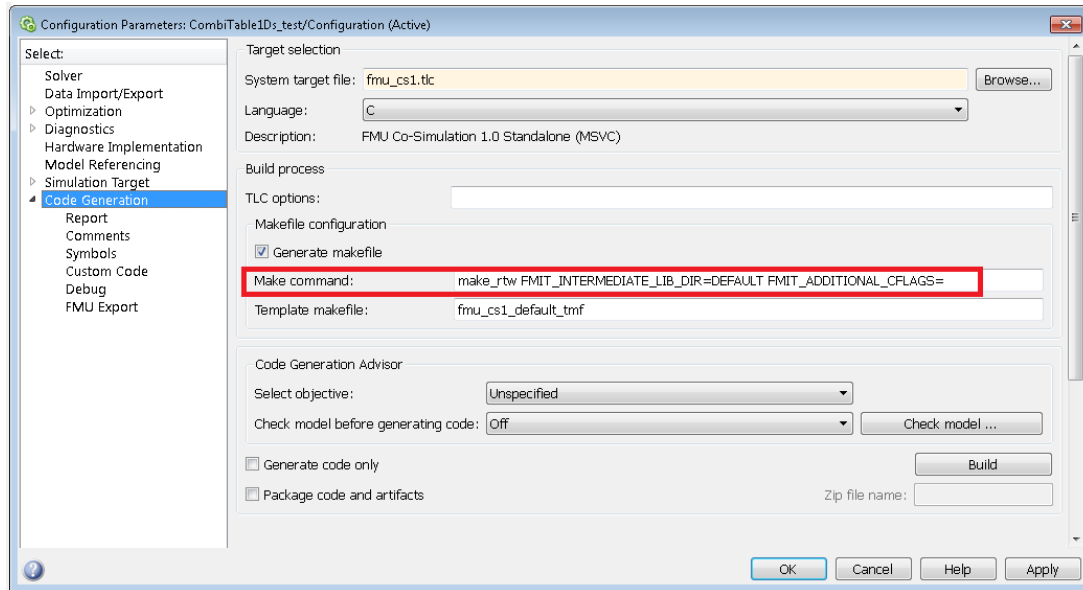 Configuration Parameters: CombiTable1Ds_test/Configuration (Active)
Select:
Solver
Data Import/Export
Optimization
Diagnostics
Hardware Implementation
Model Referencing
Simulation Target
Code Generation
Report
Comments
Symbols
Custom Code
Debug
FMU Export
Target selection
System target file: fmu_cs1.tlc Browse...
Language: C
Description: FMU Co-Simulation 1.0 Standalone (MSVC)
Build process
TLC options:
Makefile configuration
Generate makefile
Make command: make_rtw FMIT_INTERMEDIATE_LIB_DIR=DEFAULT FMIT_ADDITIONAL_CFLAGS=
Template makefile: fmu_cs1_default_tmf
Code Generation Advisor
Select objective: Unspecified
Check model before generating code: Off Check model ...
Generate code only Build
Package code and artifacts Zip file name:
OK Cancel Help Apply